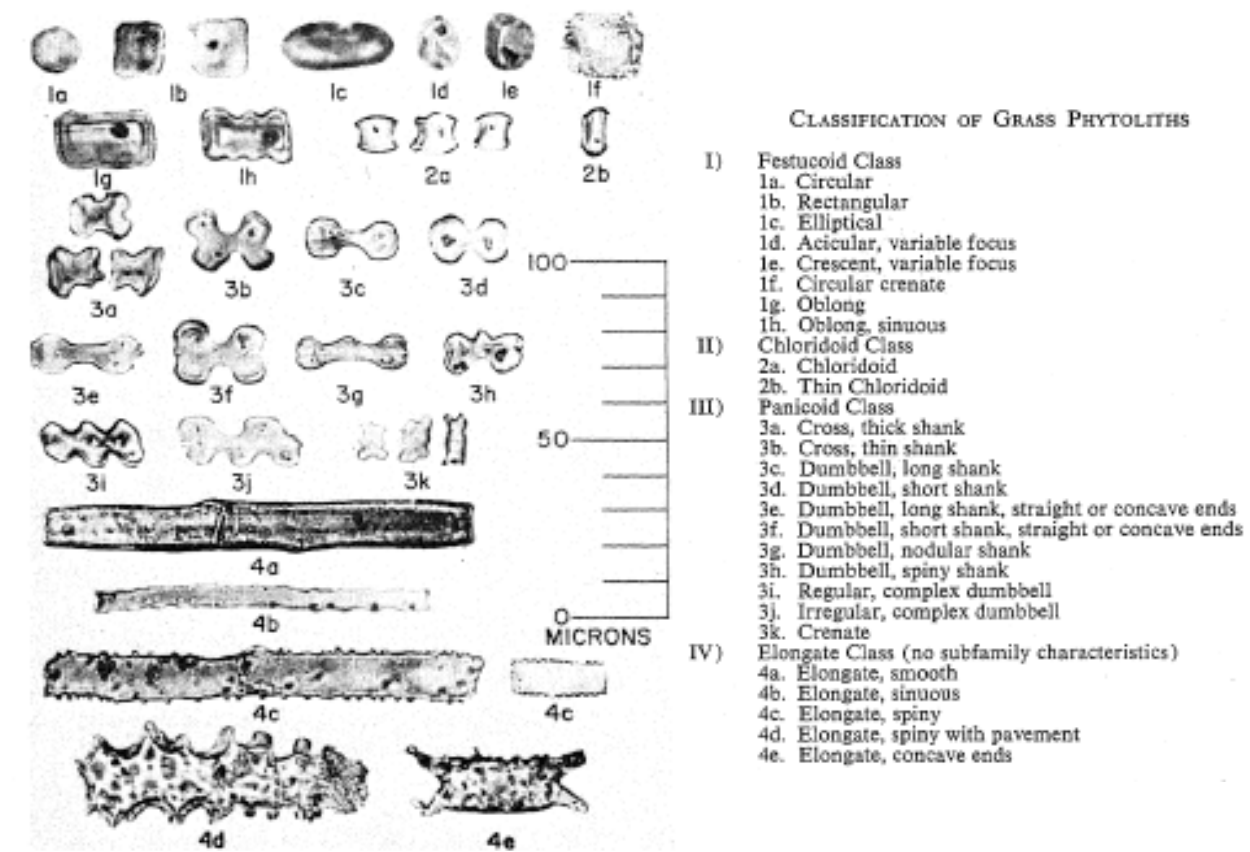 1a
1b
1c
1d
1e
1f
1g
1h
2a
2b
3a
3b
3c
3d
3e
3f
3g
3h
3i
3j
3k
4a
4b
4c
4c
4d
4e
100
50
0
MICRONS
CLASSIFICATION OF GRASS PHYTOLITHS
I) Festucoid Class
1a. Circular
1b. Rectangular
1c. Elliptical
1d. Acicular, variable focus
1e. Crescent, variable focus
1f. Circular crenate
1g. Oblong
1h. Oblong, sinuous
II) Chloridoid Class
2a. Chloridoid
2b. Thin Chloridoid
III) Panicoid Class
3a. Cross, thick shank
3b. Cross, thin shank
3c. Dumbbell, long shank
3d. Dumbbell, short shank
3e. Dumbbell, long shank, straight or concave ends
3f. Dumbbell, short shank, straight or concave ends
3g. Dumbbell, nodular shank
3h. Dumbbell, spiny shank
3i. Regular, complex dumbbell
3j. Irregular, complex dumbbell
3k. Crenate
IV) Elongate Class (no subfamily characteristics)
4a. Elongate, smooth
4b. Elongate, sinuous
4c. Elongate, spiny
4d. Elongate, spiny with pavement
4e. Elongate, concave ends